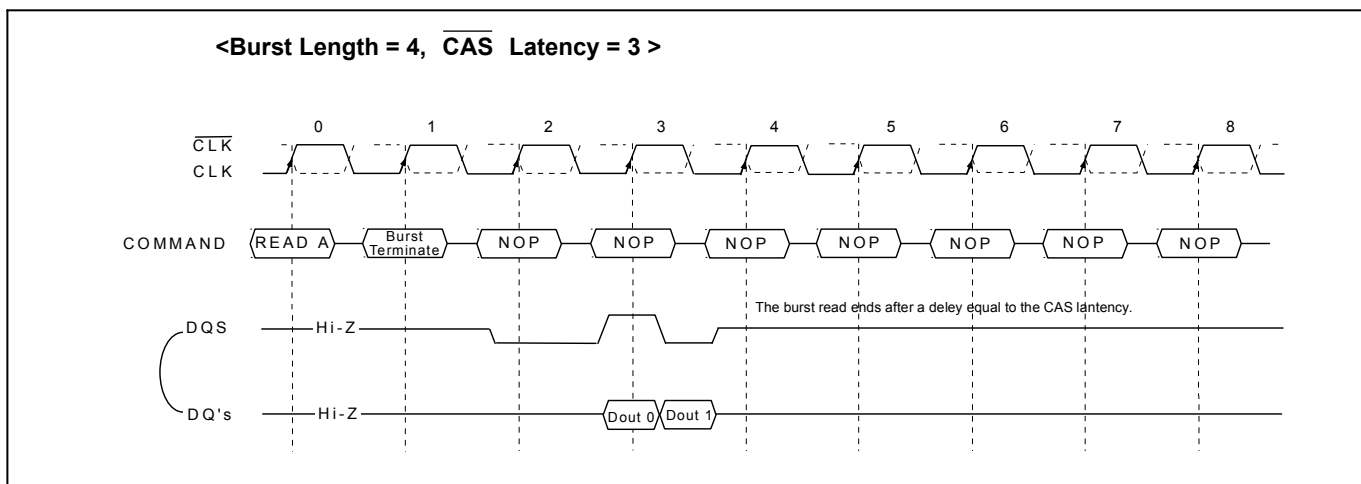 <Burst Length = 4, CAS Latency = 3 >
0 1 2 3 4 5 6 7 8
CLK
CLK
COMMAND READ A Burst Terminate NOP NOP NOP NOP NOP NOP NOP
The burst read ends after a deley equal to the CAS lantency.
DQS Hi-Z
DQ's Hi-Z Dout 0 Dout 1